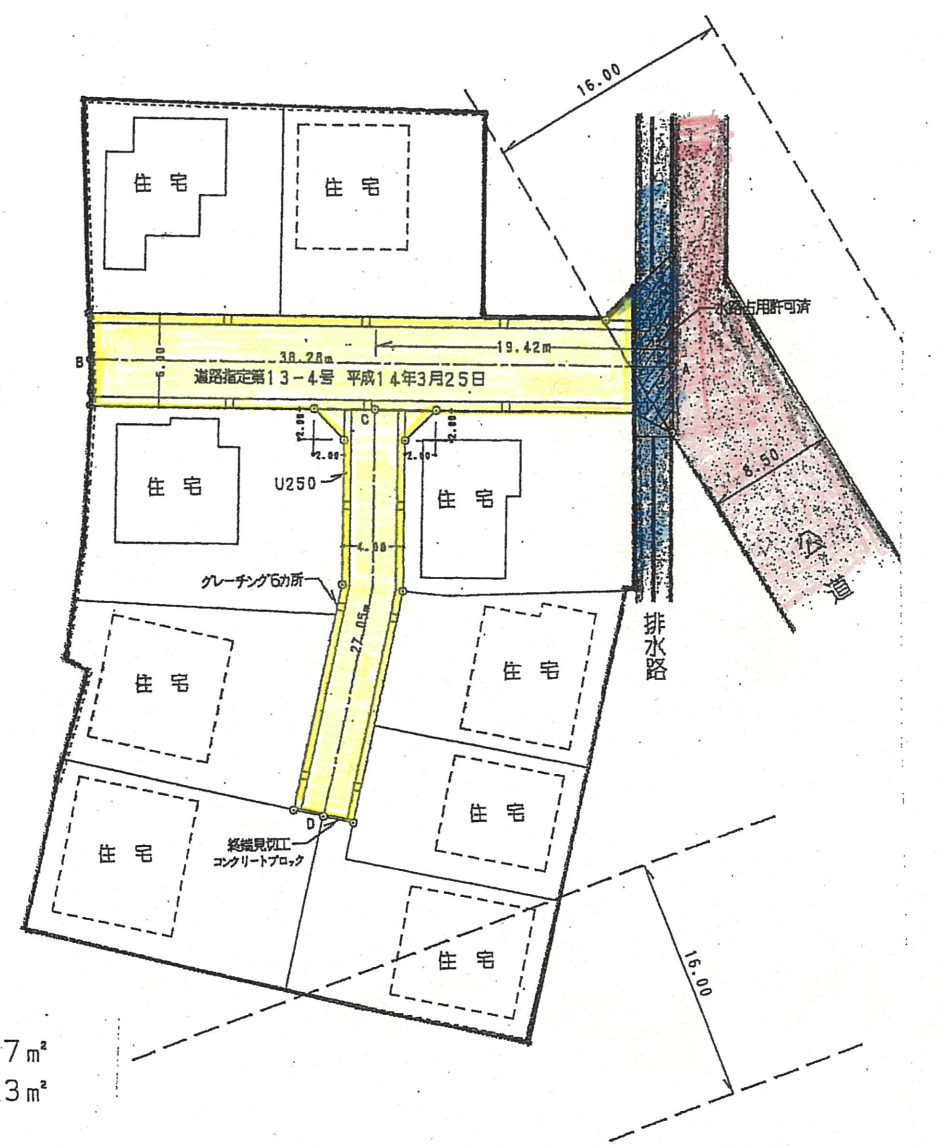 16.00
住宅
住宅
水路占用許可済
B
6.00
38.28m
19.42m
A
道路指定第13-4号 平成14年3月25日
C
2.00
2.00
2.00
2.00
住宅
U250
住宅
8.50
公道
4.00
グレーチング6カ所
27.05m
排水路
住宅
住宅
住宅
住宅
D
終端見切工
コンクリートブロック
住宅
16.00
7㎡
3㎡